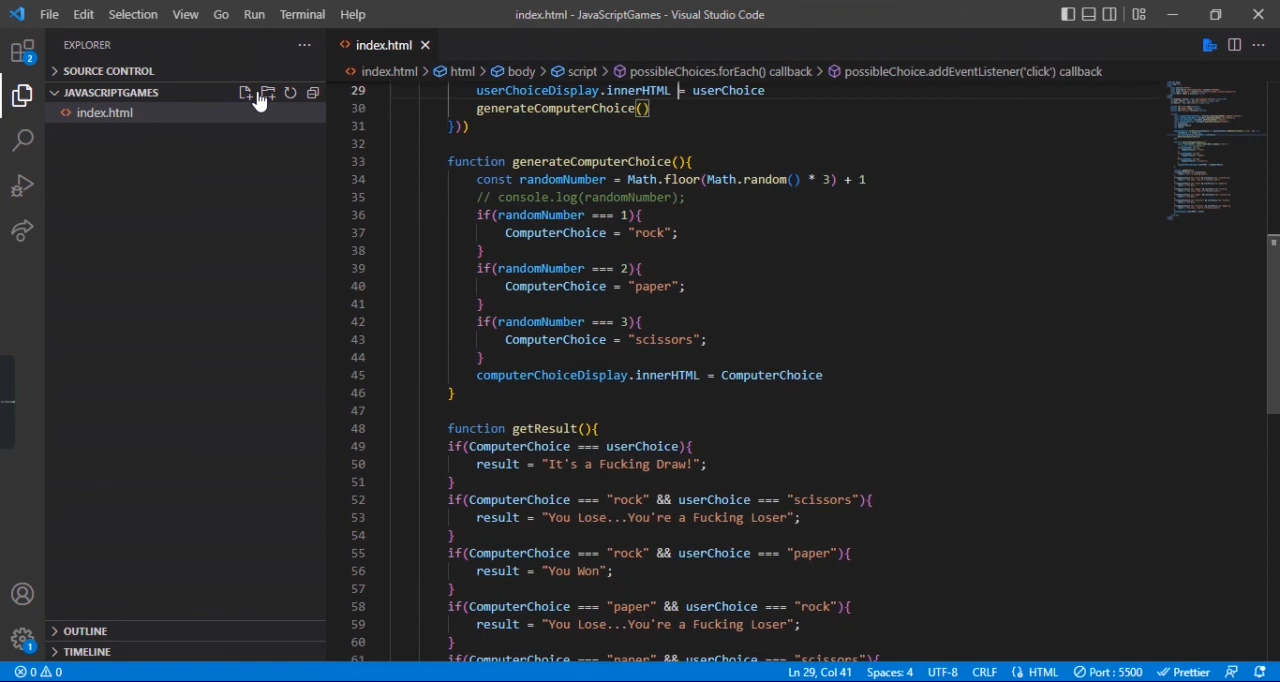 File Edit Selection View Go Run Terminal Help
index.html - JavaScriptGames - Visual Studio Code
EXPLORER
SOURCE CONTROL
JAVASCRIPTGAMES
index.html
2
OUTLINE
TIMELINE
1
index.html
index.html > html > body > script > possibleChoices.forEach() callback > possibleChoice.addEventListener('click') callback
29 userChoiceDisplay.innerHTML = userChoice
30 generateComputerChoice()
31 }))
32
33 function generateComputerChoice(){
34 const randomNumber = Math.floor(Math.random() * 3) + 1
35 // console.log(randomNumber);
36 if(randomNumber === 1){
37 ComputerChoice = "rock";
38 }
39 if(randomNumber === 2){
40 ComputerChoice = "paper";
41 }
42 if(randomNumber === 3){
43 ComputerChoice = "scissors";
44 }
45 computerChoiceDisplay.innerHTML = ComputerChoice
46 }
47
48 function getResult(){
49 if(ComputerChoice === userChoice){
50 result = "It's a Fucking Draw!";
51 }
52 if(ComputerChoice === "rock" && userChoice === "scissors"){
53 result = "You Lose...You're a Fucking Loser";
54 }
55 if(ComputerChoice === "rock" && userChoice === "paper"){
56 result = "You Won";
57 }
58 if(ComputerChoice === "paper" && userChoice === "rock"){
59 result = "You Lose...You're a Fucking Loser";
60 }
61 if(ComputerChoice === "paper" && userChoice === "scissors"){
0 0 Ln 29, Col 41 Spaces: 4 UTF-8 CRLF HTML Port : 5500 Prettier